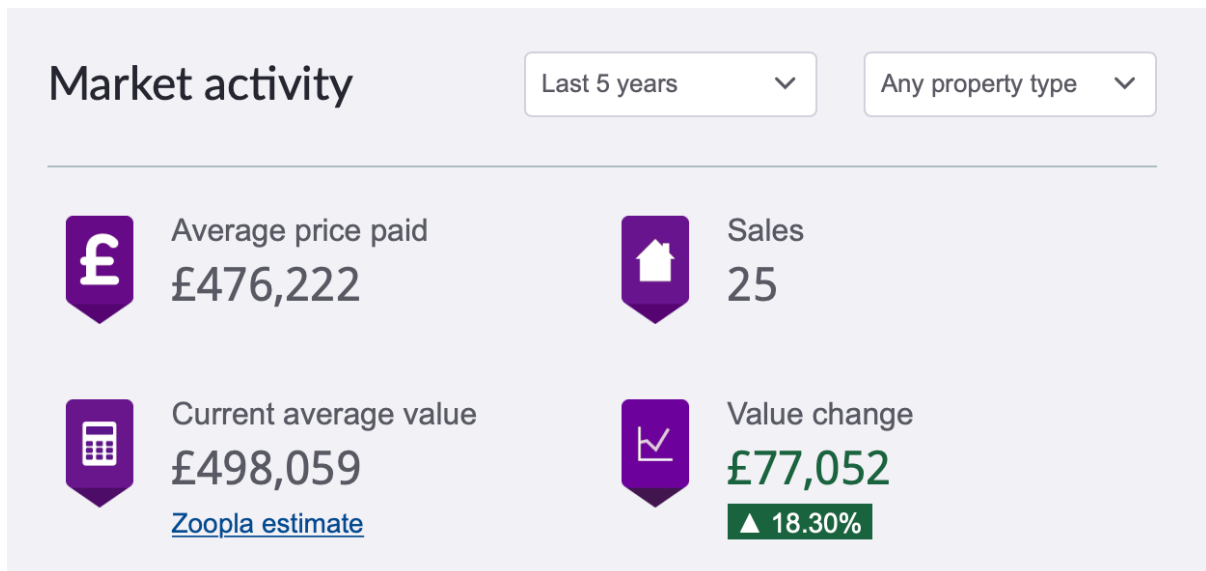 Market activity
Last 5 years
Any property type
£
Average price paid
£476,222
Sales
25
Current average value
£498,059
Zoopla estimate
Value change
£77,052
▲ 18.30%